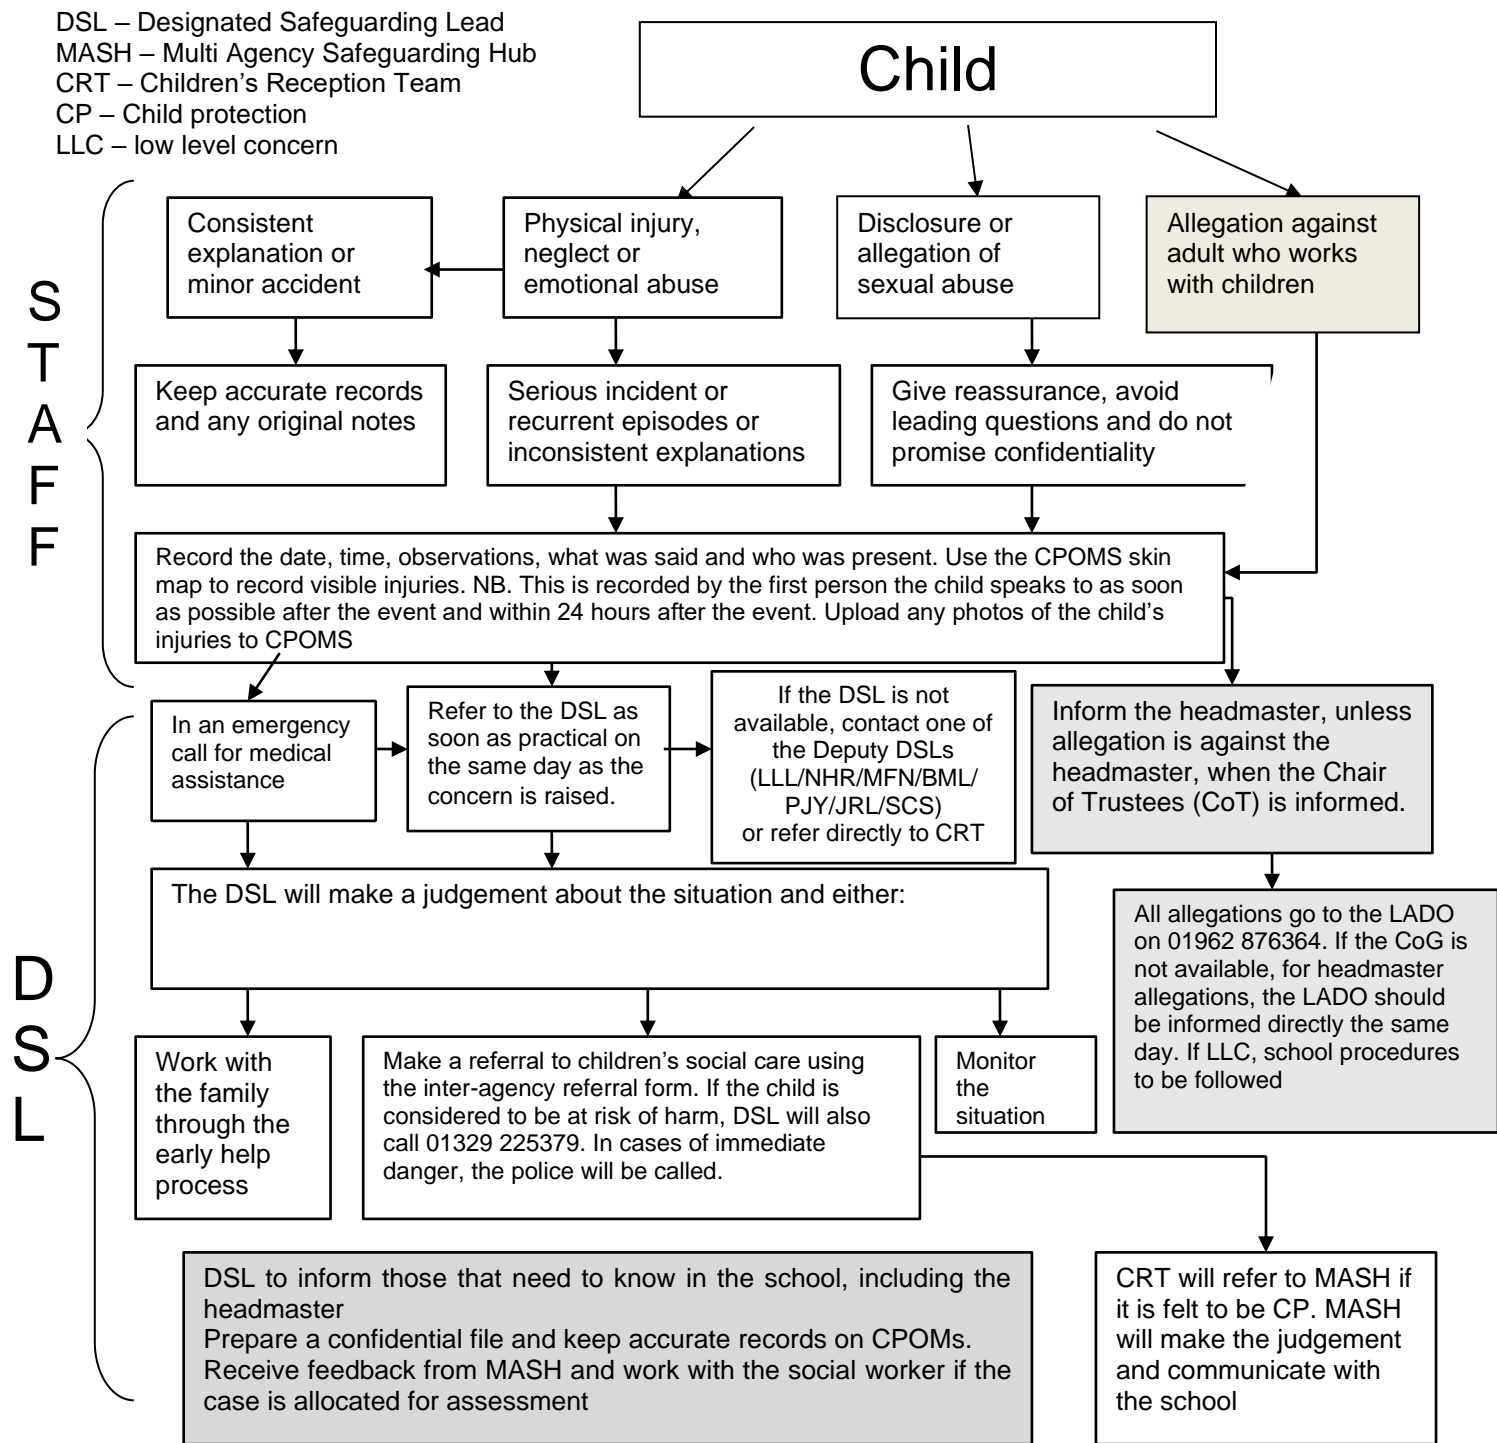 DSL – Designated Safeguarding Lead
MASH – Multi Agency Safeguarding Hub
CRT – Children's Reception Team
CP – Child protection
LLC – low level concern
Child
S
T
A
F
F
Consistent
explanation or
minor accident
Physical injury,
neglect or
emotional abuse
Disclosure or
allegation of
sexual abuse
Allegation against
adult who works
with children
Keep accurate records
and any original notes
Serious incident or
recurrent episodes or
inconsistent explanations
Give reassurance, avoid
leading questions and do not
promise confidentiality
Record the date, time, observations, what was said and who was present. Use the CPOMS skin
map to record visible injuries. NB. This is recorded by the first person the child speaks to as soon
as possible after the event and within 24 hours after the event. Upload any photos of the child's
injuries to CPOMS
D
S
L
In an emergency
call for medical
assistance
Refer to the DSL as
soon as practical on
the same day as the
concern is raised.
If the DSL is not
available, contact one of
the Deputy DSLs
(LLL/NHR/MFN/BML/
PJY/JRL/SCS)
or refer directly to CRT
Inform the headmaster, unless
allegation is against the
headmaster, when the Chair
of Trustees (CoT) is informed.
The DSL will make a judgement about the situation and either:
All allegations go to the LADO
on 01962 876364. If the CoG is
not available, for headmaster
allegations, the LADO should
be informed directly the same
day. If LLC, school procedures
to be followed
Work with
the family
through the
early help
process
Make a referral to children's social care using
the inter-agency referral form. If the child is
considered to be at risk of harm, DSL will also
call 01329 225379. In cases of immediate
danger, the police will be called.
Monitor
the
situation
DSL to inform those that need to know in the school, including the
headmaster
Prepare a confidential file and keep accurate records on CPOMs.
Receive feedback from MASH and work with the social worker if the
case is allocated for assessment
CRT will refer to MASH if
it is felt to be CP. MASH
will make the judgement
and communicate with
the school